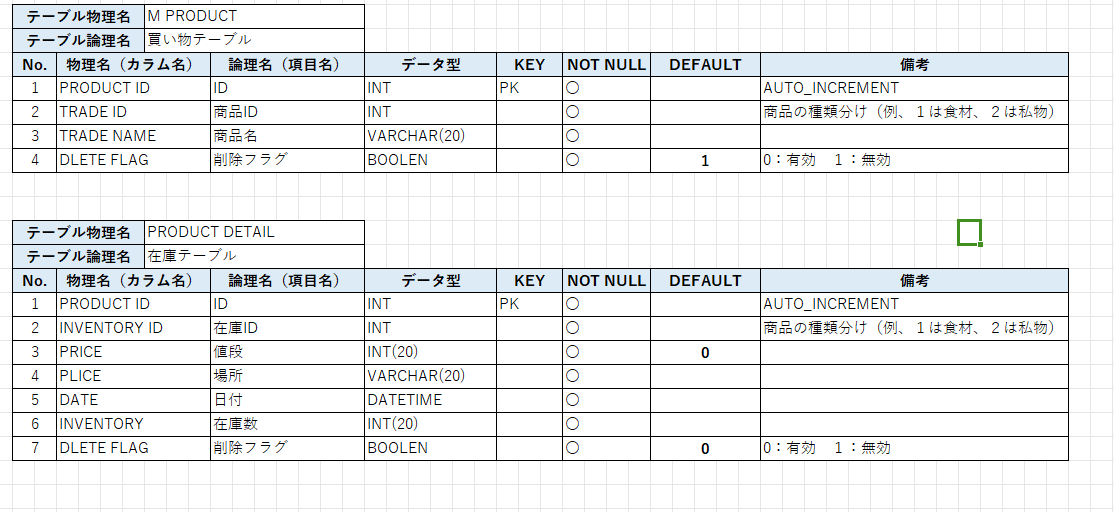 テーブル物理名 M PRODUCT
テーブル論理名 買い物テーブル
No. 物理名（カラム名） 論理名（項目名） データ型 KEY NOT NULL DEFAULT 備考
1 PRODUCT ID ID INT PK 〇 AUTO_INCREMENT
2 TRADE ID 商品ID INT 〇 商品の種類分け（例、１は食材、２は私物）
3 TRADE NAME 商品名 VARCHAR(20) 〇
4 DLETE FLAG 削除フラグ BOOLEN 〇 1 0：有効　１：無効
テーブル物理名 PRODUCT DETAIL
テーブル論理名 在庫テーブル
No. 物理名（カラム名） 論理名（項目名） データ型 KEY NOT NULL DEFAULT 備考
1 PRODUCT ID ID INT PK 〇 AUTO_INCREMENT
2 INVENTORY ID 在庫ID INT 〇 商品の種類分け（例、１は食材、２は私物）
3 PRICE 値段 INT(20) 〇 0
4 PLICE 場所 VARCHAR(20) 〇
5 DATE 日付 DATETIME 〇
6 INVENTORY 在庫数 INT(20) 〇
7 DLETE FLAG 削除フラグ BOOLEN 〇 0 0：有効　１：無効